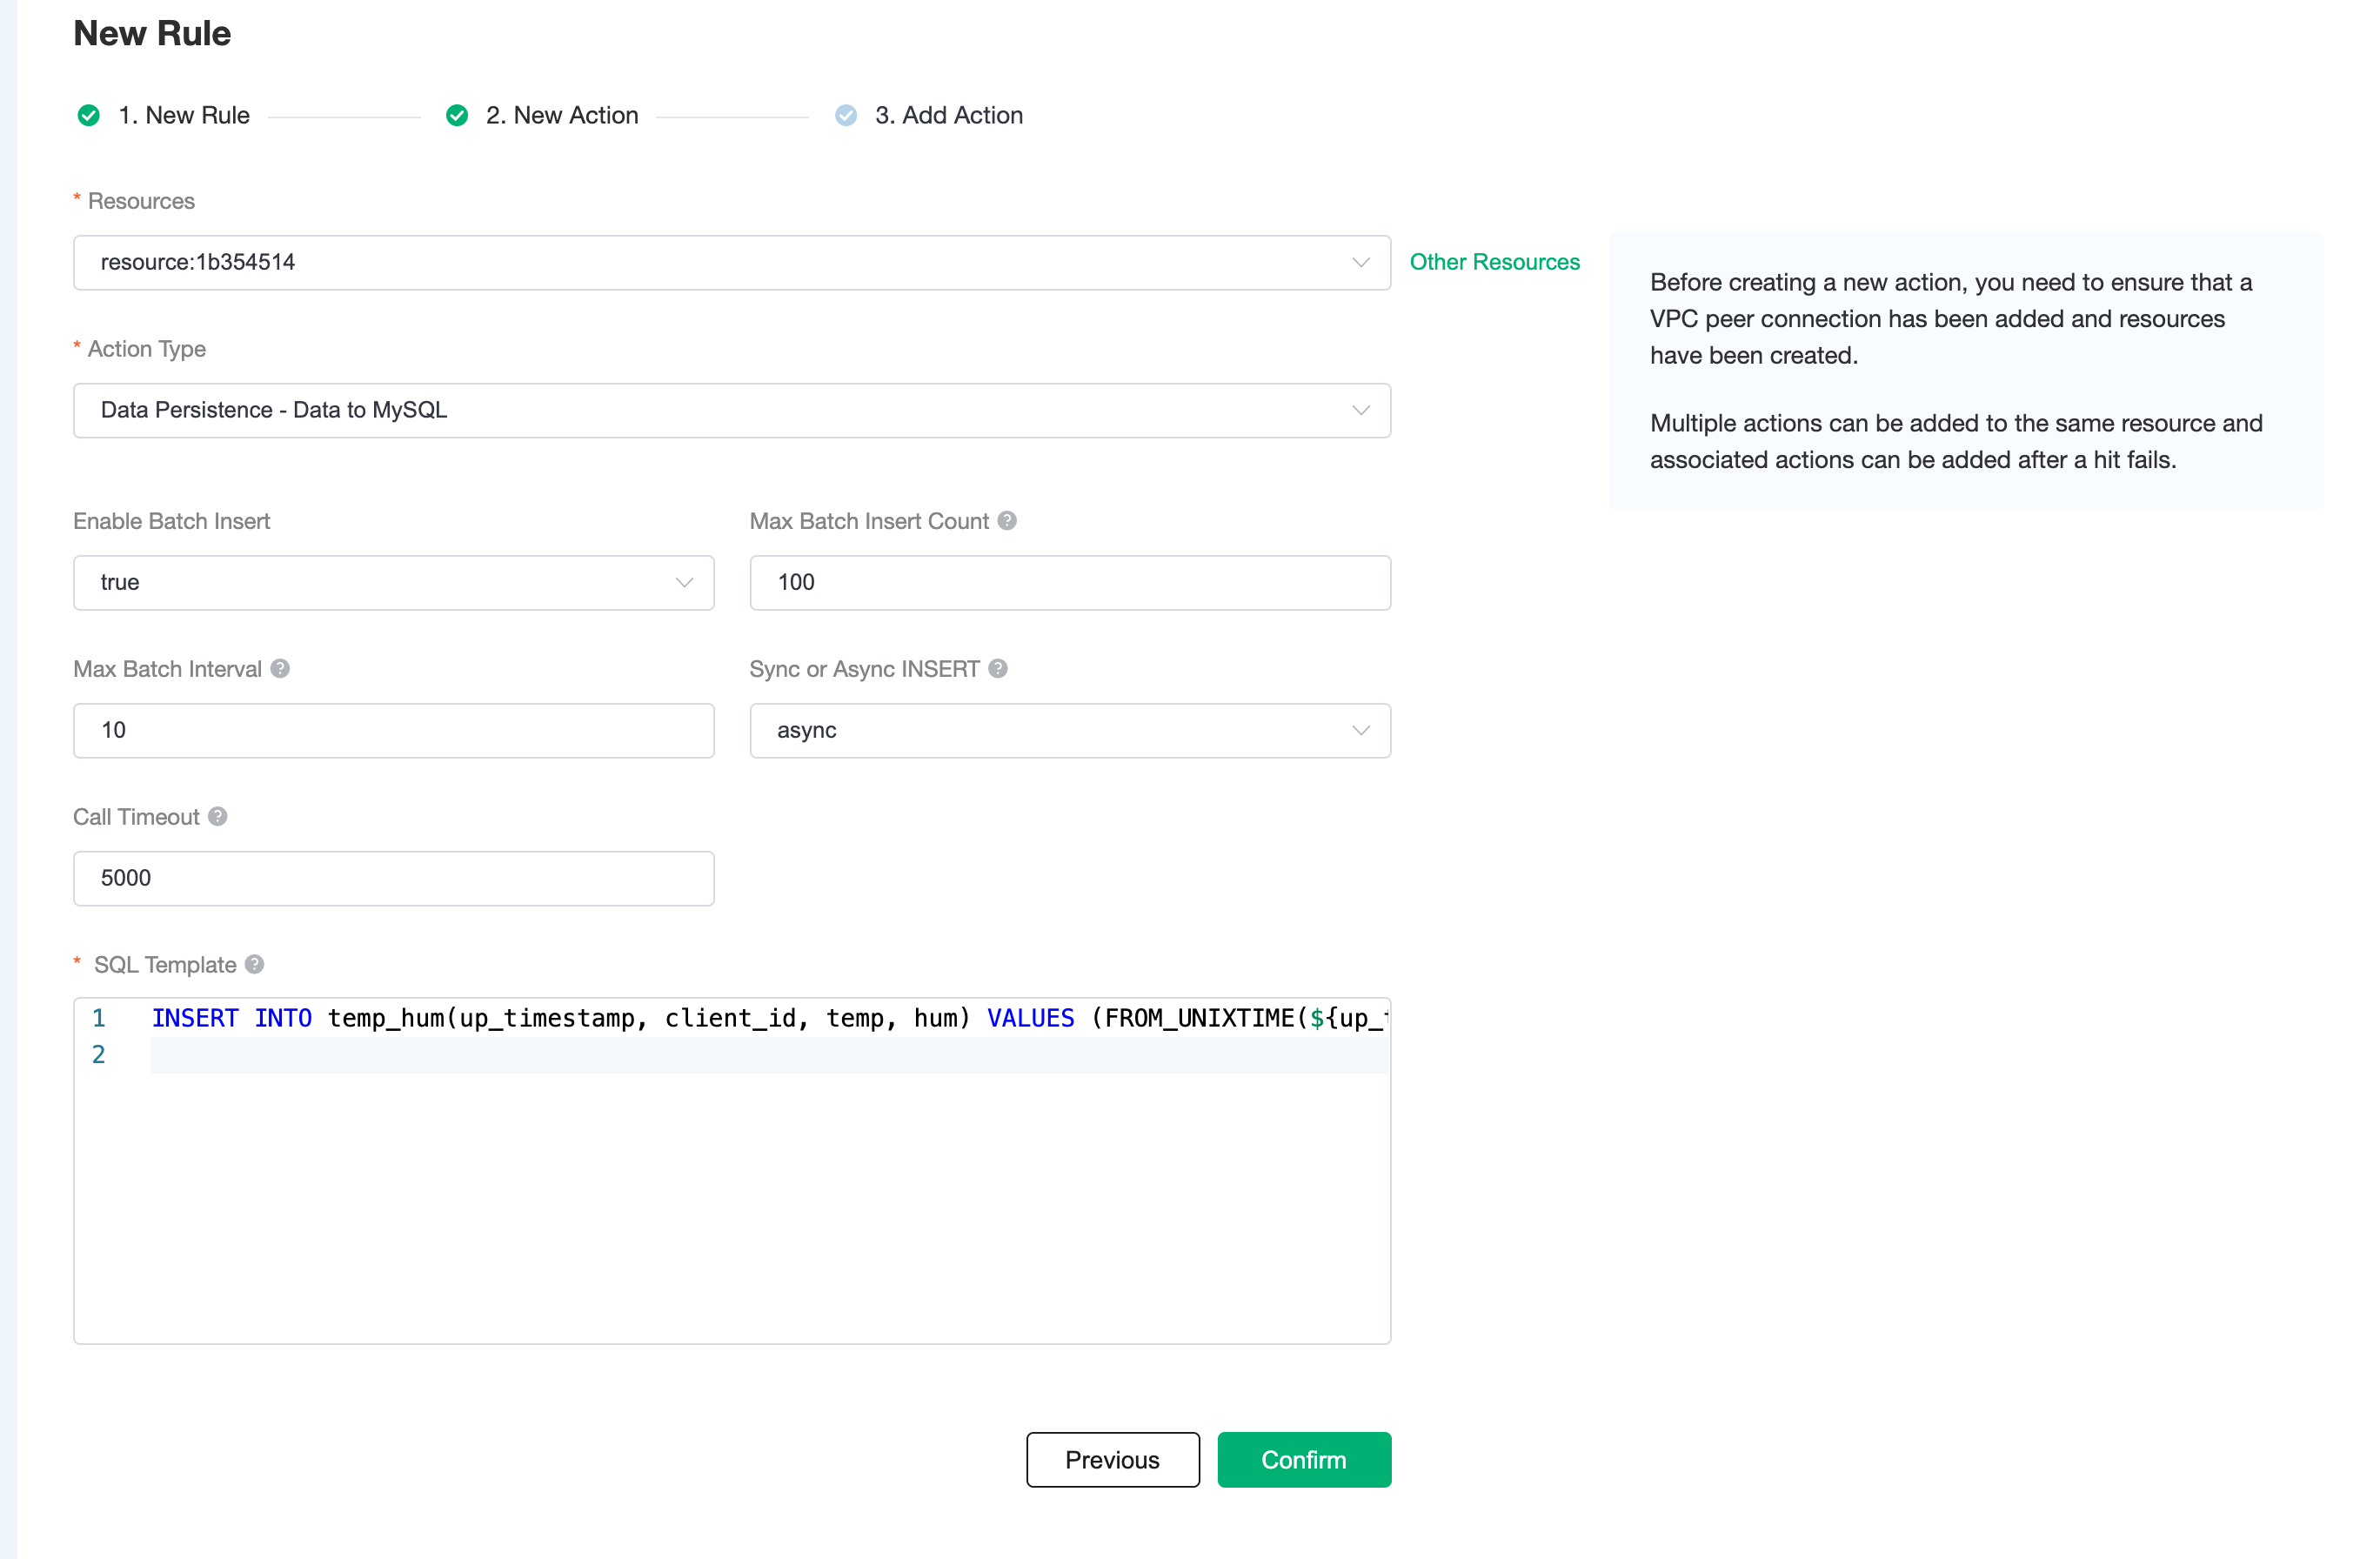 New Rule
1. New Rule
2. New Action
3. Add Action
* Resources
resource:1b354514
Other Resources
Before creating a new action, you need to ensure that a
VPC peer connection has been added and resources
have been created.
Multiple actions can be added to the same resource and
associated actions can be added after a hit fails.
* Action Type
Data Persistence - Data to MySQL
Enable Batch Insert
Max Batch Insert Count ?
true
100
Max Batch Interval ?
Sync or Async INSERT ?
10
async
Call Timeout ?
5000
* SQL Template ?
1 INSERT INTO temp_hum(up_timestamp, client_id, temp, hum) VALUES (FROM_UNIXTIME(${up_
2
Previous
Confirm